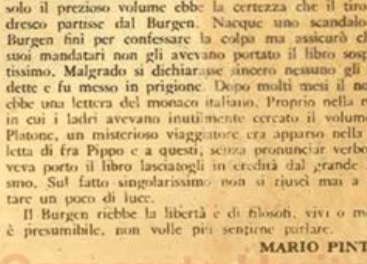 solo il prezioso volume ebbe la certezza che il tiro
dresco partisse dal Burgen. Nacque uno scandalo
Burgen finì per confessare la colpa ma assicurò ch
suoi mandatari non gli avevano portato il libro sosp
tissimo. Malgrado si dichiarasse sincero nessuno gli
dette e fu messo in prigione. Dopo molti mesi il no
ebbe una lettera del monaco italiano. Proprio nella n
in cui i ladri avevano inutilmente cercato il volume
Platone, un misterioso viaggiatore era apparso nella
letta di fra Pippo e a questi, senza pronunciar verbo
veva porto il libro lasciatogli in eredità dal grande
smo. Sul fatto singolarissimo non si riuscì mai a
tare un poco di luce.
Il Burgen riebbe la libertà e di filosofi, vivi o mo
è presumibile, non volle più sentirne parlare.
MARIO PINT